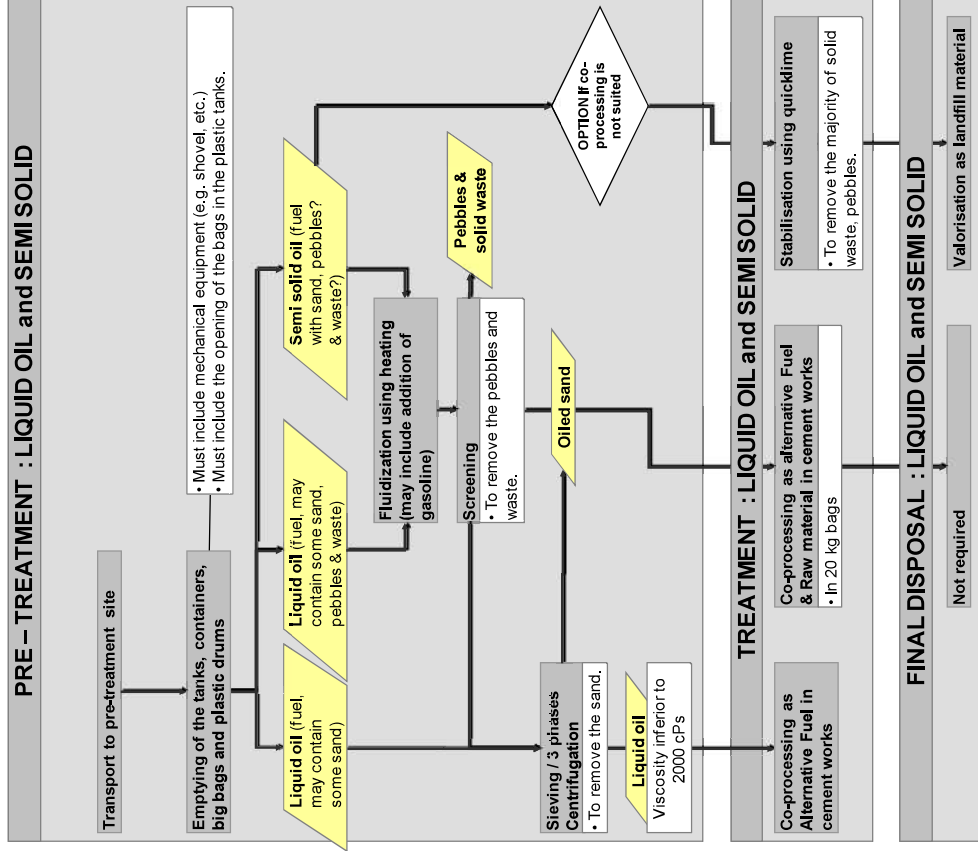 PRE – TREATMENT : LIQUID OIL and SEMI SOLID
Transport to pre-treatment site
Emptying of the tanks, containers,
big bags and plastic drums
• Must include mechanical equipment (e.g. shovel, etc.)
• Must include the opening of the bags in the plastic tanks.
Liquid oil (fuel,
may contain
some sand)
Liquid oil (fuel, may
contain some sand,
pebbles & waste)
Semi solid oil (fuel
with sand, pebbles?
& waste?)
Fluidization using heating
(may include addition of
gasoline)
Screening
• To remove the pebbles and
waste.
Pebbles &
solid waste
OPTION If co-
processing is
not suited
Sieving / 3 phases
Centrifugation
• To remove the sand.
Oiled sand
Liquid oil
Viscosity inferior to
2000 cPs
TREATMENT : LIQUID OIL and SEMI SOLID
Co-processing as
Alternative Fuel in
cement works
Co-processing as alternative Fuel
& Raw material in cement works
• In 20 kg bags
Stabilisation using quicklime
• To remove the majority of solid
waste, pebbles.
FINAL DISPOSAL : LIQUID OIL and SEMI SOLID
Not required
Valorisation as landfill material